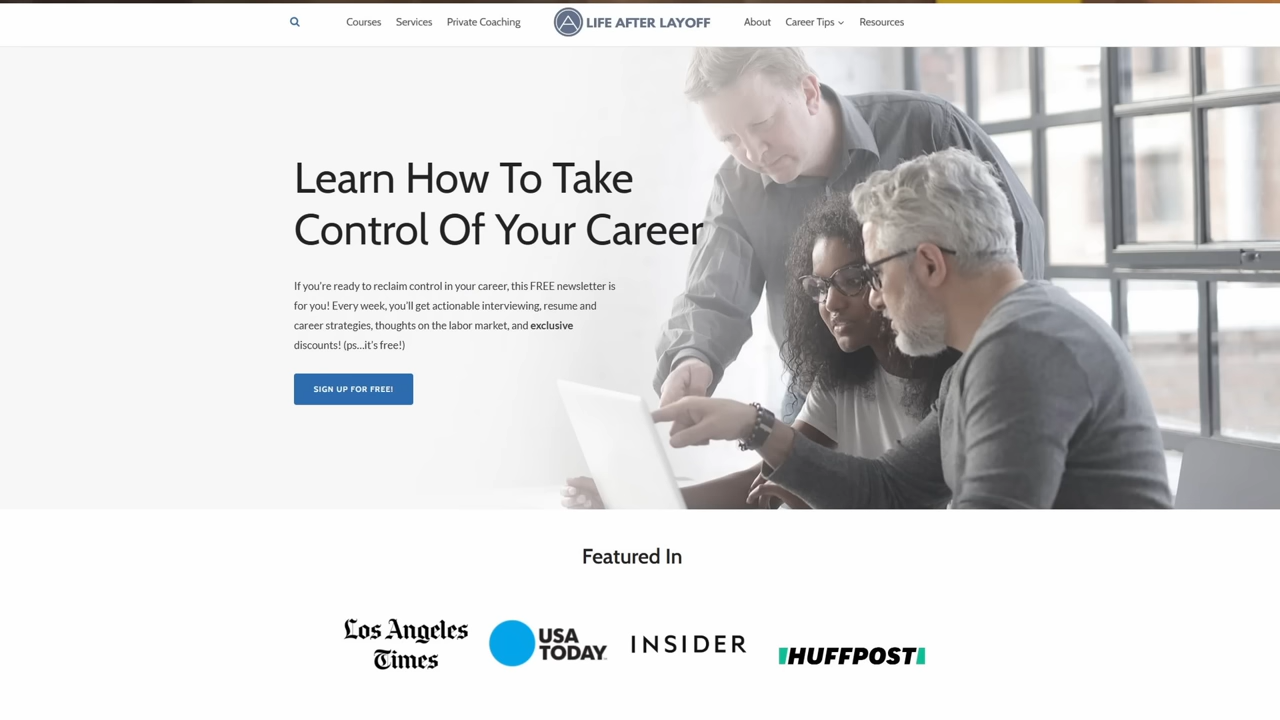 Courses
Services
Private Coaching
LIFE AFTER LAYOFF
About
Career Tips
Resources
Learn How To Take
Control Of Your Career
If you're ready to reclaim control in your career, this FREE newsletter is
for you! Every week, you'll get actionable interviewing, resume and
career strategies, thoughts on the labor market, and exclusive
discounts! (ps...it's free!)
SIGN UP FOR FREE!
Featured In
Los Angeles
Times
USA
TODAY
INSIDER
HUFFPOST